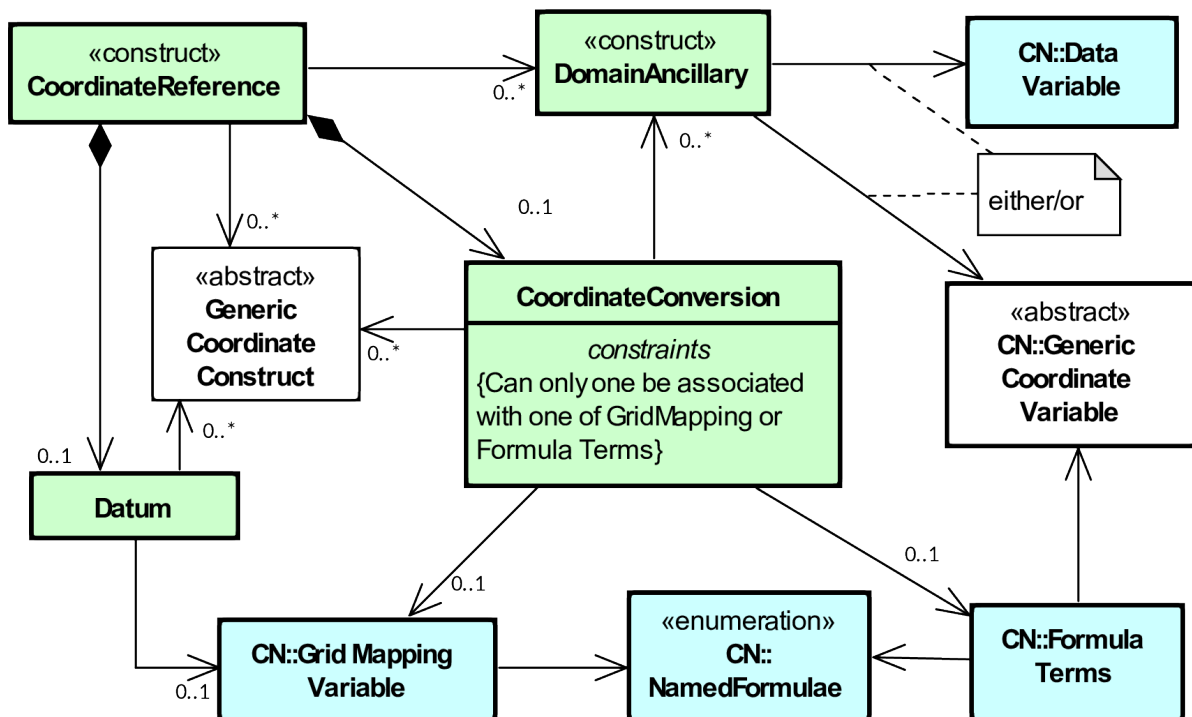 «construct»
CoordinateReference
«construct»
DomainAncillary
CN::Data
Variable
0..*
0..*
either/or
0..1
0..*
«abstract»
Generic
Coordinate
Construct
0..*
CoordinateConversion
constraints
{Can only one be associated
with one of GridMapping or
Formula Terms}
«abstract»
CN::Generic
Coordinate
Variable
0..*
0..1
Datum
0..1
0..1
0..1
CN::Grid Mapping
Variable
«enumeration»
CN::
NamedFormulae
CN::Formula
Terms